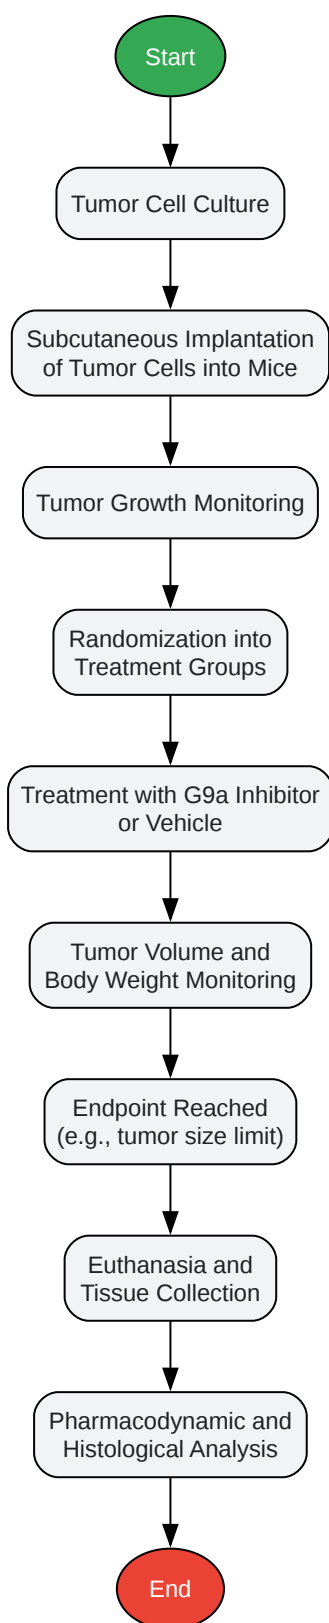 Start
Tumor Cell Culture
Subcutaneous Implantation
of Tumor Cells into Mice
Tumor Growth Monitoring
Randomization into
Treatment Groups
Treatment with G9a Inhibitor
or Vehicle
Tumor Volume and
Body Weight Monitoring
Endpoint Reached
(e.g., tumor size limit)
Euthanasia and
Tissue Collection
Pharmacodynamic and
Histological Analysis
End